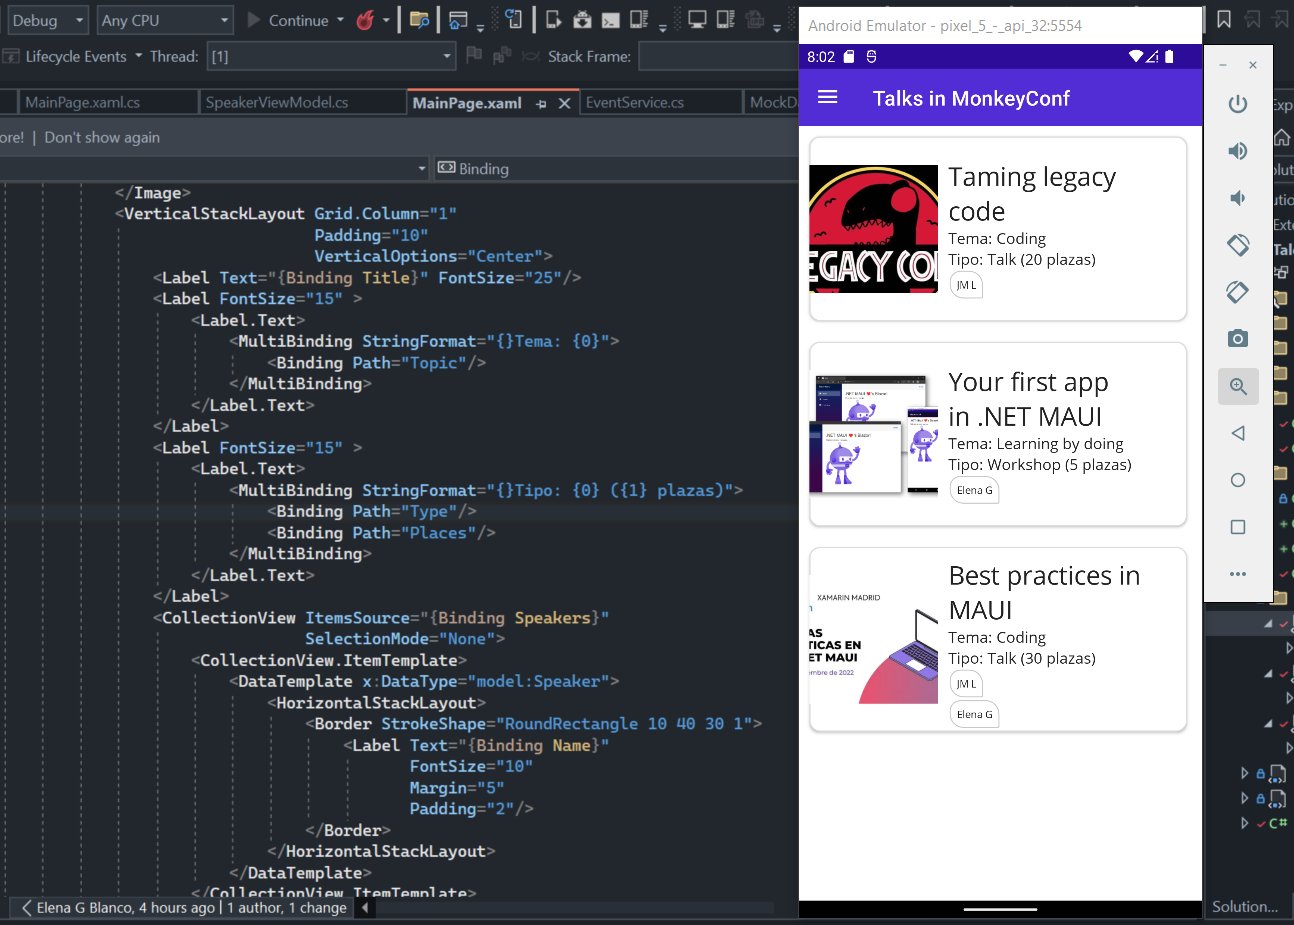 Debug
Any CPU
Continue
Android Emulator - pixel_5_-_api_32:5554
Lifecycle Events
Thread:
[1]
Stack Frame:
MainPage.xaml.cs
SpeakerViewModel.cs
MainPage.xaml
EventService.cs
ore! | Don't show again
Binding
</Image>
<VerticalStackLayout Grid.Column="1"
Padding="10"
VerticalOptions="Center">
<Label Text="{Binding Title}" FontSize="25"/>
<Label FontSize="15" >
<Label.Text>
<MultiBinding StringFormat="{}Tema: {0}">
<Binding Path="Topic"/>
</MultiBinding>
</Label.Text>
</Label>
<Label FontSize="15" >
<Label.Text>
<MultiBinding StringFormat="{}Tipo: {0} ({1} plazas)">
<Binding Path="Type"/>
<Binding Path="Places"/>
</MultiBinding>
</Label.Text>
</Label>
<CollectionView ItemsSource="{Binding Speakers}"
SelectionMode="None">
<CollectionView.ItemTemplate>
<DataTemplate x:DataType="model:Speaker">
<HorizontalStackLayout>
<Border StrokeShape="RoundRectangle 10 40 30 1">
<Label Text="{Binding Name}"
FontSize="10"
Margin="5"
Padding="2"/>
</Border>
</HorizontalStackLayout>
</DataTemplate>
</CollectionView.ItemTemplate>
Elena G Blanco, 4 hours ago | 1 author, 1 change
8:02
Talks in MonkeyConf
Taming legacy
code
Tema: Coding
Tipo: Talk (20 plazas)
JM L
EGACY CO
Your first app
in .NET MAUI
Tema: Learning by doing
Tipo: Workshop (5 plazas)
Elena G
Best practices in
MAUI
Tema: Coding
Tipo: Talk (30 plazas)
JM L
Elena G
XAMARIN MADRID
AS
TICAS EN
ET MAUI
embre de 2022
Solution...
C#